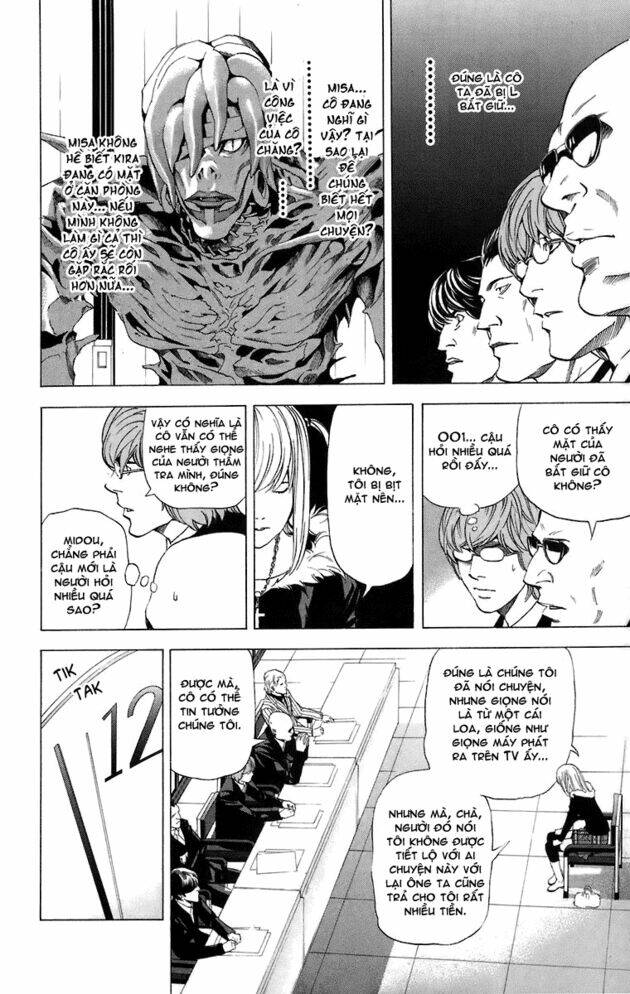 ĐÚNG LÀ CÔ
TA ĐÃ BỊ L
BẮT GIỮ...
MISA...
CÔ ĐANG
NGHĨ GÌ
VẬY? TẠI
SAO LẠI
ĐỂ
CHÚNG
BIẾT HẾT
MỌI
CHUYỆN?
LÀ VÌ
CÔNG
VIỆC
CỦA CÔ
CHĂNG?
MISA KHÔNG
HỀ BIẾT KIRA
ĐANG CÓ MẶT
Ở CĂN PHÒNG
NÀY... NẾU
MÌNH KHÔNG
LÀM GÌ CẢ THÌ
CÔ ẤY SẼ CÒN
GẶP RẮC RỐI
HƠN NỮA...
CÔ CÓ THẤY
MẶT CỦA
NGƯỜI ĐÃ
BẮT GIỮ CÔ
KHÔNG?
OO1... CẬU
HỎI NHIỀU QUÁ
RỒI ĐẤY...
KHÔNG,
TÔI BỊ BỊT
MẶT NÊN...
VẬY CÓ NGHĨA LÀ
CÔ VẪN CÓ THỂ
NGHE THẤY GIỌNG
CỦA NGƯỜI THẨM
TRA MÌNH, ĐÚNG
KHÔNG?
MIDOU,
CHẲNG PHẢI
CẬU MỚI LÀ
NGƯỜI HỎI
NHIỀU QUÁ
SAO?
ĐÚNG LÀ CHÚNG TÔI
ĐÃ NÓI CHUYỆN,
NHƯNG GIỌNG NÓI
LÀ TỪ MỘT CÁI
LOA, GIỐNG NHƯ
GIỌNG MÁY PHÁT
RA TRÊN TV ẤY...
NHƯNG MÀ, CHÀ,
NGƯỜI ĐÓ NÓI
TÔI KHÔNG ĐƯỢC
TIẾT LỘ VỚI AI
CHUYỆN NÀY VỚI
LẠI ÔNG TA CŨNG
TRẢ CHO TÔI RẤT
NHIỀU TIỀN.
ĐƯỢC MÀ,
CÔ CÓ THỂ
TIN TƯỞNG
CHÚNG TÔI.
TIK
TAK
12